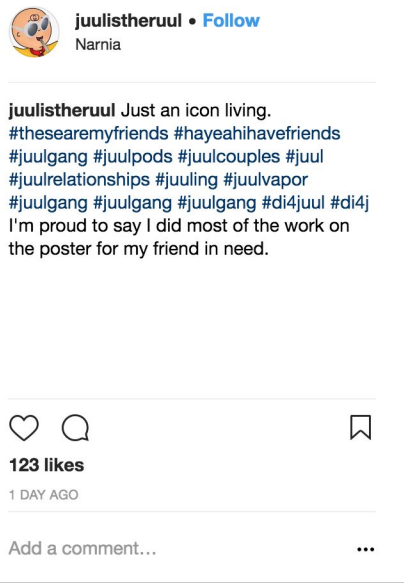 juulistheruul • Follow
Narnia
juulistheruul Just an icon living.
#thesearemyfriends #hayeahihavefriends
#juulgang #juulpods #juulcouples #juul
#juulrelationships #juuling #juulvapor
#juulgang #juulgang #juulgang #di4juul #di4j
I'm proud to say I did most of the work on
the poster for my friend in need.
123 likes
1 DAY AGO
Add a comment...